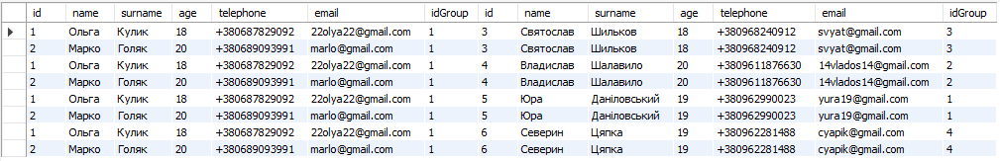 id name surname age telephone email idGroup id name surname age telephone email idGroup
1 Ольга Кулик 18 +380687829092 22olya22@gmail.com 1 3 Святослав Шильков 18 +380968240912 svyat@gmail.com 3
2 Марко Голяк 20 +380689093991 marlo@gmail.com 1 3 Святослав Шильков 18 +380968240912 svyat@gmail.com 3
1 Ольга Кулик 18 +380687829092 22olya22@gmail.com 1 4 Владислав Шалавило 20 +3809611876630 14vlados14@gmail.com 2
2 Марко Голяк 20 +380689093991 marlo@gmail.com 1 4 Владислав Шалавило 20 +3809611876630 14vlados14@gmail.com 2
1 Ольга Кулик 18 +380687829092 22olya22@gmail.com 1 5 Юра Даніловський 19 +380962990023 yura19@gmail.com 1
2 Марко Голяк 20 +380689093991 marlo@gmail.com 1 5 Юра Даніловський 19 +380962990023 yura19@gmail.com 1
1 Ольга Кулик 18 +380687829092 22olya22@gmail.com 1 6 Северин Цяпка 19 +380962281488 cyapik@gmail.com 4
2 Марко Голяк 20 +380689093991 marlo@gmail.com 1 6 Северин Цяпка 19 +380962281488 cyapik@gmail.com 4